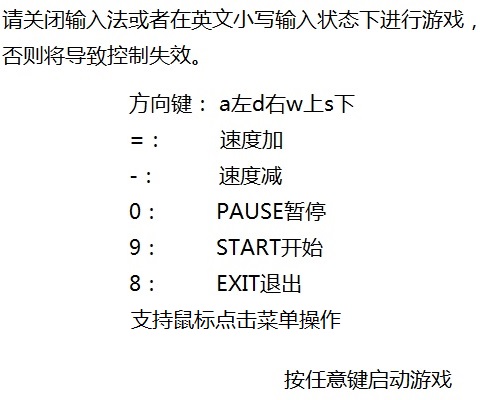 请关闭输入法或者在英文小写输入状态下进行游戏，
否则将导致控制失效。
方向键： a左d右w上s下
=： 速度加
-： 速度减
0： PAUSE暂停
9： START开始
8： EXIT退出
支持鼠标点击菜单操作
按任意键启动游戏